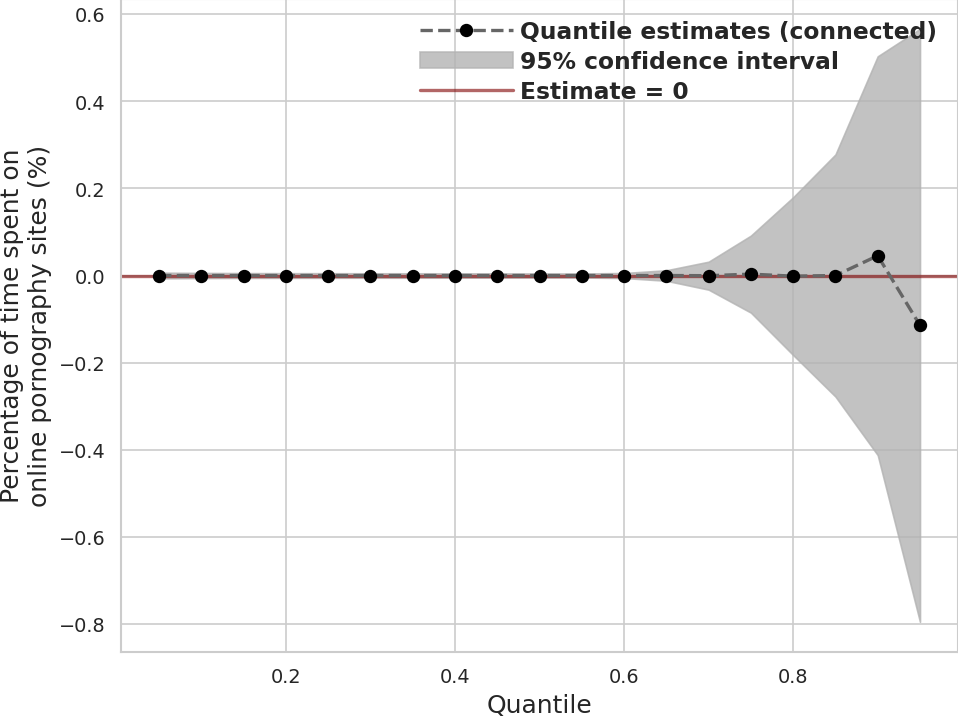 Quantile estimates (connected)
95% confidence interval
Estimate = 0
Percentage of time spent on
online pornography sites (%)
0.6
0.4
0.2
0.0
−0.2
−0.4
−0.6
−0.8
0.2
0.4
0.6
0.8
Quantile